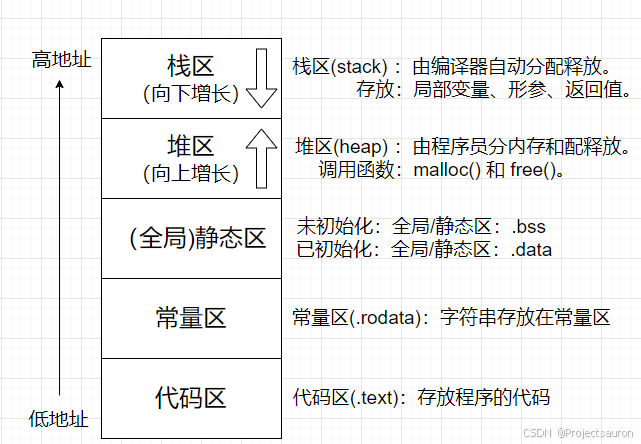 高地址
栈区
(向下增长)
栈区(stack) ：由编译器自动分配释放。
存放：局部变量、形参、返回值。
堆区
(向上增长)
堆区(heap) ：由程序员分内存和配释放。
调用函数：malloc() 和 free()。
(全局)静态区
未初始化：全局/静态区：.bss
已初始化：全局/静态区：.data
常量区
常量区(.rodata)：字符串存放在常量区
代码区
代码区(.text)：存放程序的代码
低地址
CSDN @Projectsauron